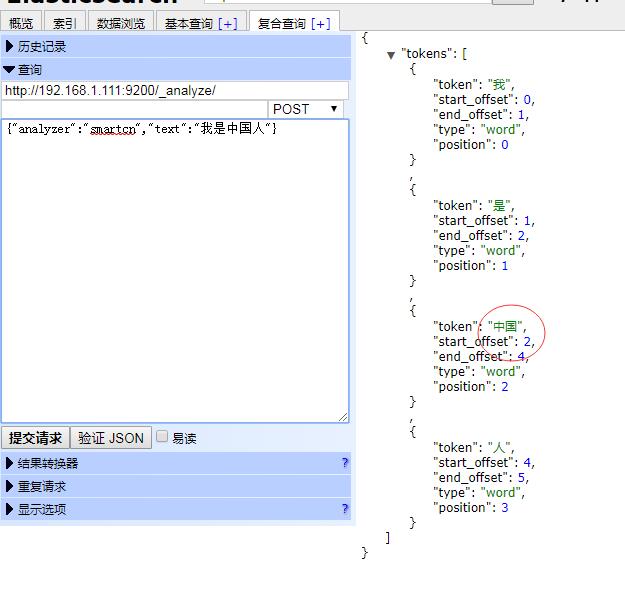 概览 索引 数据浏览 基本查询 [+] 复合查询 [+]
历史记录
查询
http://192.168.1.111:9200/_analyze/
POST
{"analyzer":"smartcn","text":"我是中国人"}
提交请求 验证 JSON 易读
结果转换器 ?
重复请求
显示选项 ?
{
"tokens": [
{
"token": "我",
"start_offset": 0,
"end_offset": 1,
"type": "word",
"position": 0
}
,
{
"token": "是",
"start_offset": 1,
"end_offset": 2,
"type": "word",
"position": 1
}
,
{
"token": "中国",
"start_offset": 2,
"end_offset": 4,
"type": "word",
"position": 2
}
,
{
"token": "人",
"start_offset": 4,
"end_offset": 5,
"type": "word",
"position": 3
}
]
}